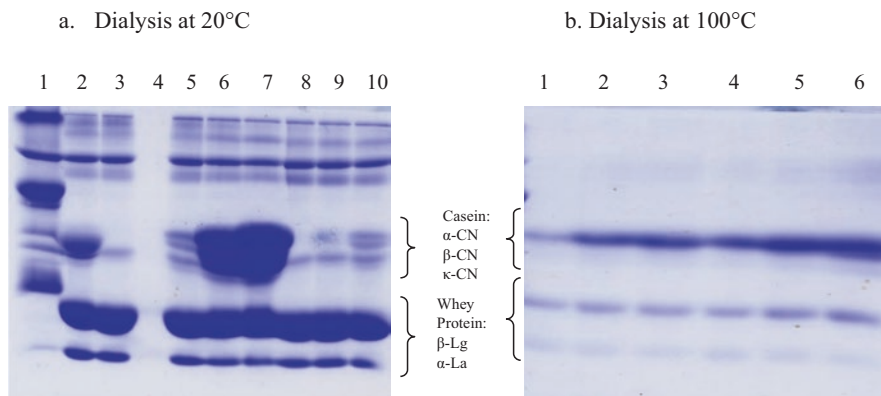 a. Dialysis at 20°C
b. Dialysis at 100°C
1 2 3 4 5 6 7 8 9 10
1 2 3 4 5 6
Casein:
α-CN
β-CN
κ-CN
Whey
Protein:
β-Lg
α-La